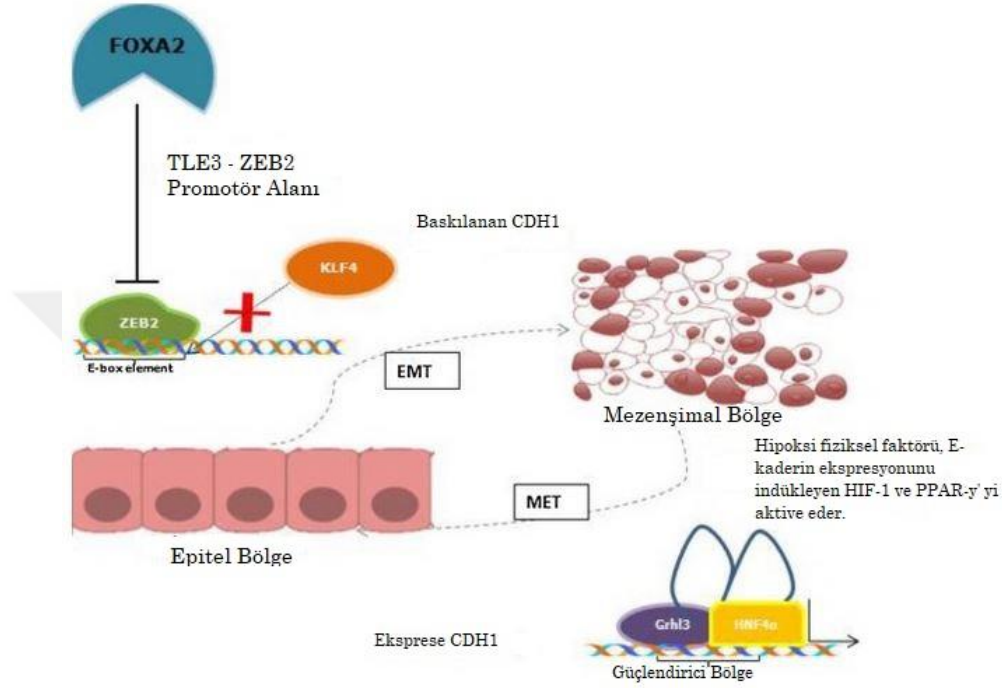 FOXA2
TLE3 - ZEB2
Promotör Alanı
Baskılanan CDH1
KLF4
ZEB2
E-box element
EMT
Mezenşimal Bölge
Hipoksi fiziksel faktörü, E-
kaderin ekspresyonunu
indükleyen HIF-1 ve PPAR-y' yi
aktive eder.
MET
Epitel Bölge
Grhl3
HNF4α
Eksprese CDH1
Güçlendirici Bölge